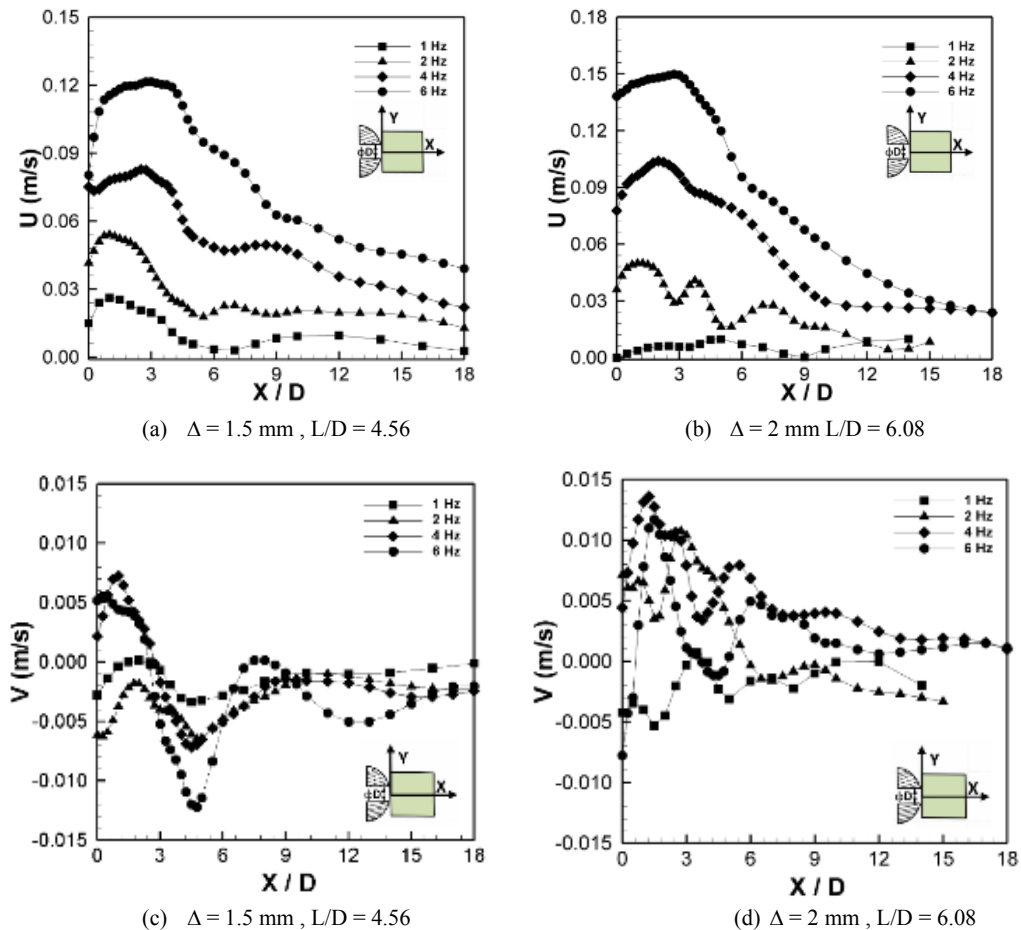 0.15
0.12
0.09
0.06
0.03
0.00
U (m/s)
0 3 6 9 12 15 18
X / D
1 Hz
2 Hz
4 Hz
6 Hz
Y
X
ΦD
(a) Δ = 1.5 mm , L/D = 4.56
0.18
0.15
0.12
0.09
0.06
0.03
0.00
U (m/s)
0 3 6 9 12 15 18
X / D
1 Hz
2 Hz
4 Hz
6 Hz
Y
X
ΦD
(b) Δ = 2 mm L/D = 6.08
0.015
0.010
0.005
0.000
-0.005
-0.010
-0.015
V (m/s)
0 3 6 9 12 15 18
X / D
1 Hz
2 Hz
4 Hz
6 Hz
Y
X
ΦD
(c) Δ = 1.5 mm , L/D = 4.56
0.015
0.010
0.005
0.000
-0.005
-0.010
-0.015
V (m/s)
0 3 6 9 12 15 18
X / D
1 Hz
2 Hz
4 Hz
6 Hz
Y
X
ΦD
(d) Δ = 2 mm , L/D = 6.08